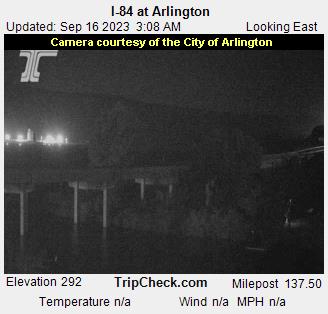 I-84 at Arlington
Updated: Sep 16 2023 3:08 AM Looking East
Camera courtesy of the City of Arlington
Elevation 292 TripCheck.com Milepost 137.50
Temperature n/a Wind n/a MPH n/a